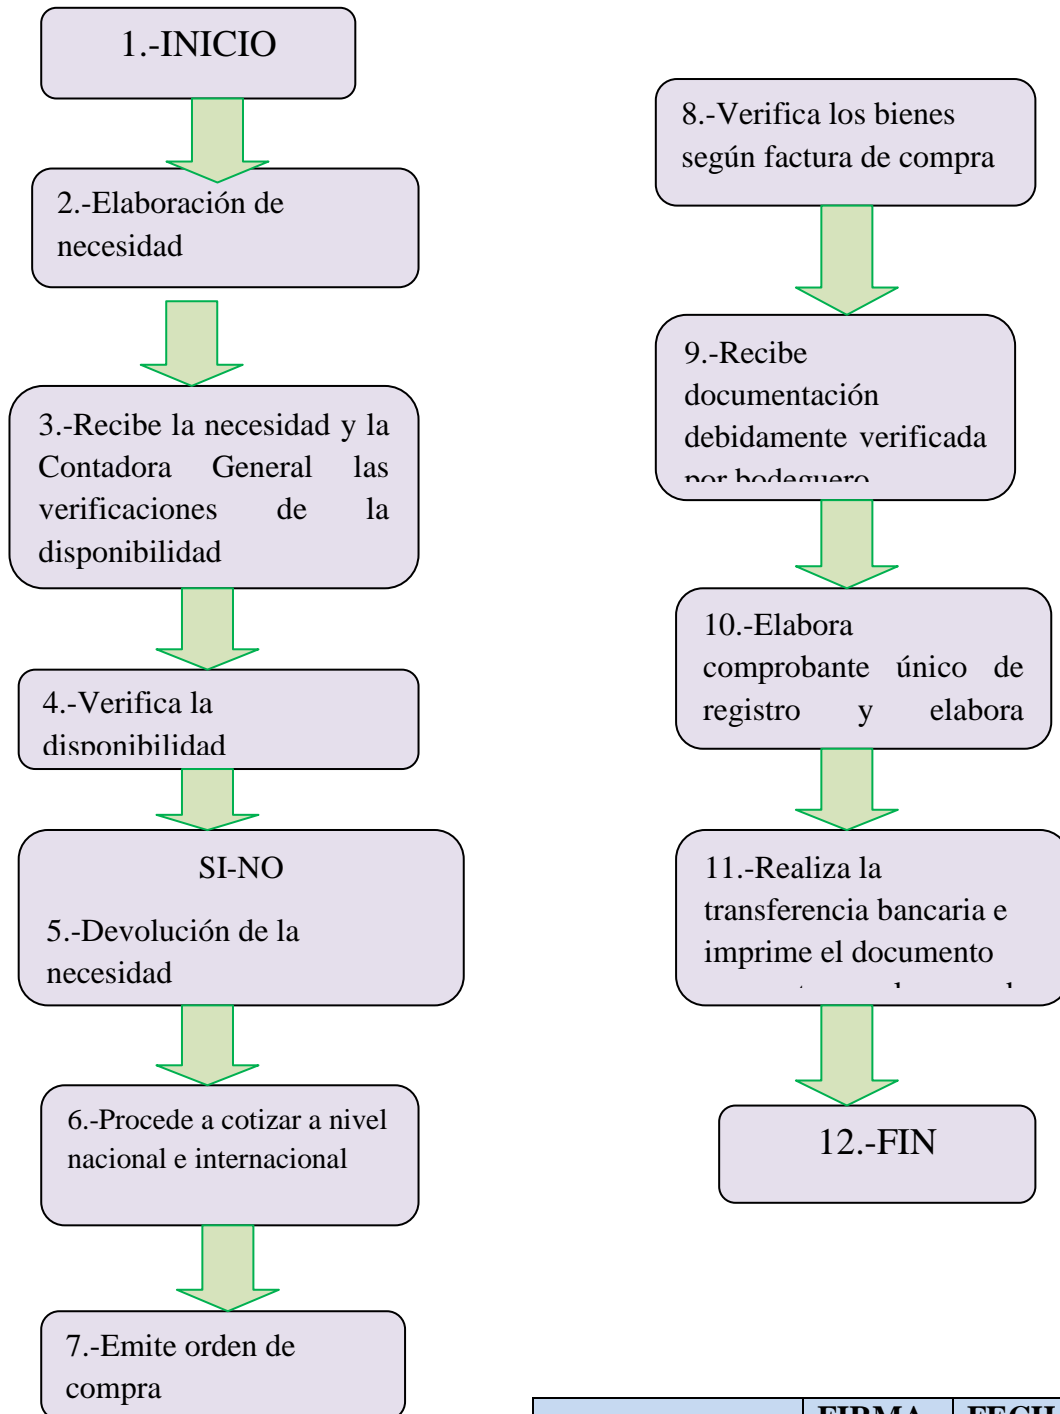 1.-INICIO
2.-Elaboración de
necesidad
3.-Recibe la necesidad y la
Contadora General las
verificaciones de la
disponibilidad
4.-Verifica la
disponibilidad
SI-NO
5.-Devolución de la
necesidad
6.-Procede a cotizar a nivel
nacional e internacional
7.-Emite orden de
compra
8.-Verifica los bienes
según factura de compra
9.-Recibe
documentación
debidamente verificada
por bodeguero
10.-Elabora
comprobante único de
registro y elabora
11.-Realiza la
transferencia bancaria e
imprime el documento
12.-FIN
FIRMA FECH